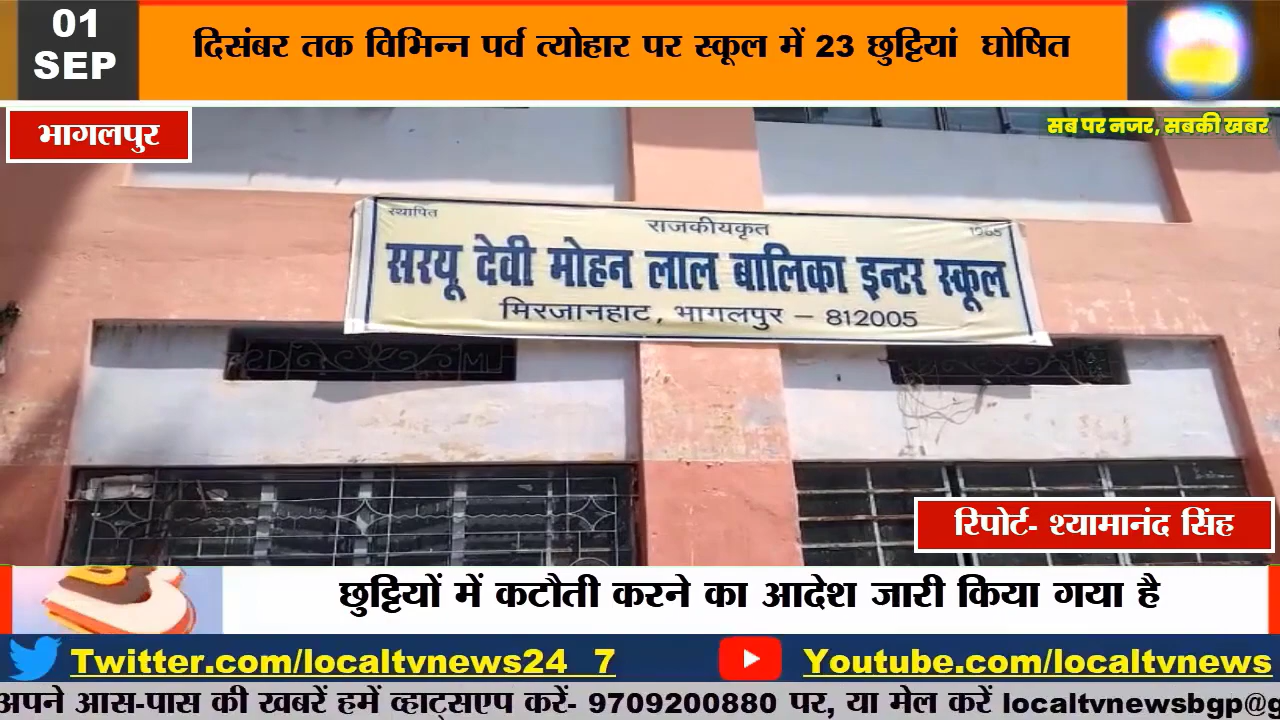 01
SEP
दिसंबर तक विभिन्न पर्व त्योहार पर स्कूल में 23 छुट्टियां घोषित
भागलपुर
सब पर नजर, सबकी खबर
स्थापित
राजकीयकृत
सरयू देवी मोहन लाल बालिका इन्टर स्कूल
मिरजानहाट, भागलपुर – 812005
रिपोर्ट- श्यामानंद सिंह
छुट्टियों में कटौती करने का आदेश जारी किया गया है
Twitter.com/localtvnews24_7
Youtube.com/localtvnews
अपने आस-पास की खबरें हमें व्हाट्सएप करें- 9709200880 पर, या मेल करें localtvnewsbgp@g